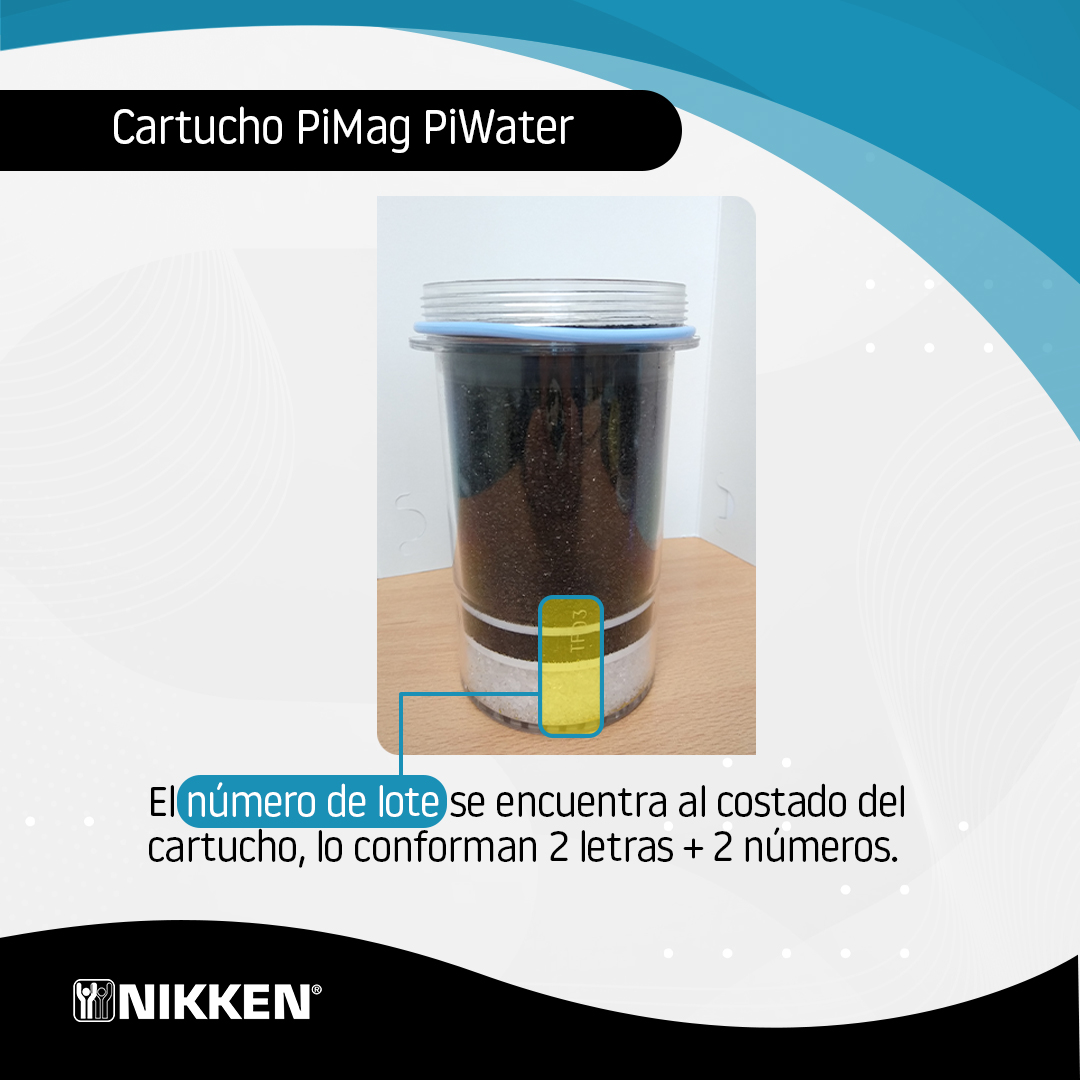 Cartucho PiMag PiWater
TF03
El número de lote se encuentra al costado del
cartucho, lo conforman 2 letras + 2 números.
NIKKEN®